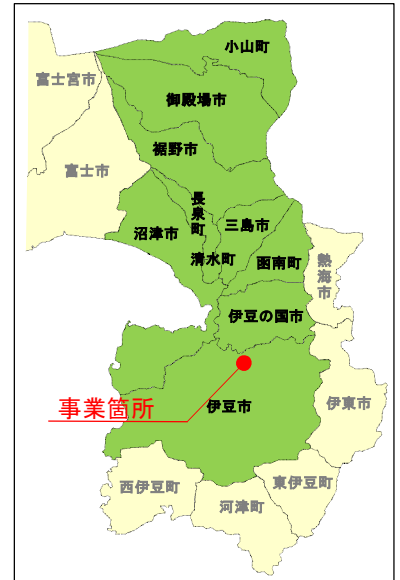 小山町
富士宮市
御殿場市
裾野市
富士市
長泉町
三島市
沼津市
清水町
函南町
熱海市
伊豆の国市
事業箇所
伊豆市
伊東市
西伊豆町
東伊豆町
河津町